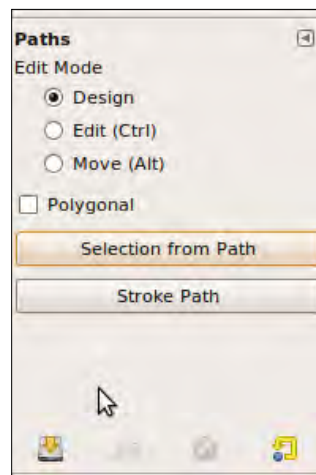 Paths
Edit Mode
Design
Edit (Ctrl)
Move (Alt)
Polygonal
Selection from Path
Stroke Path